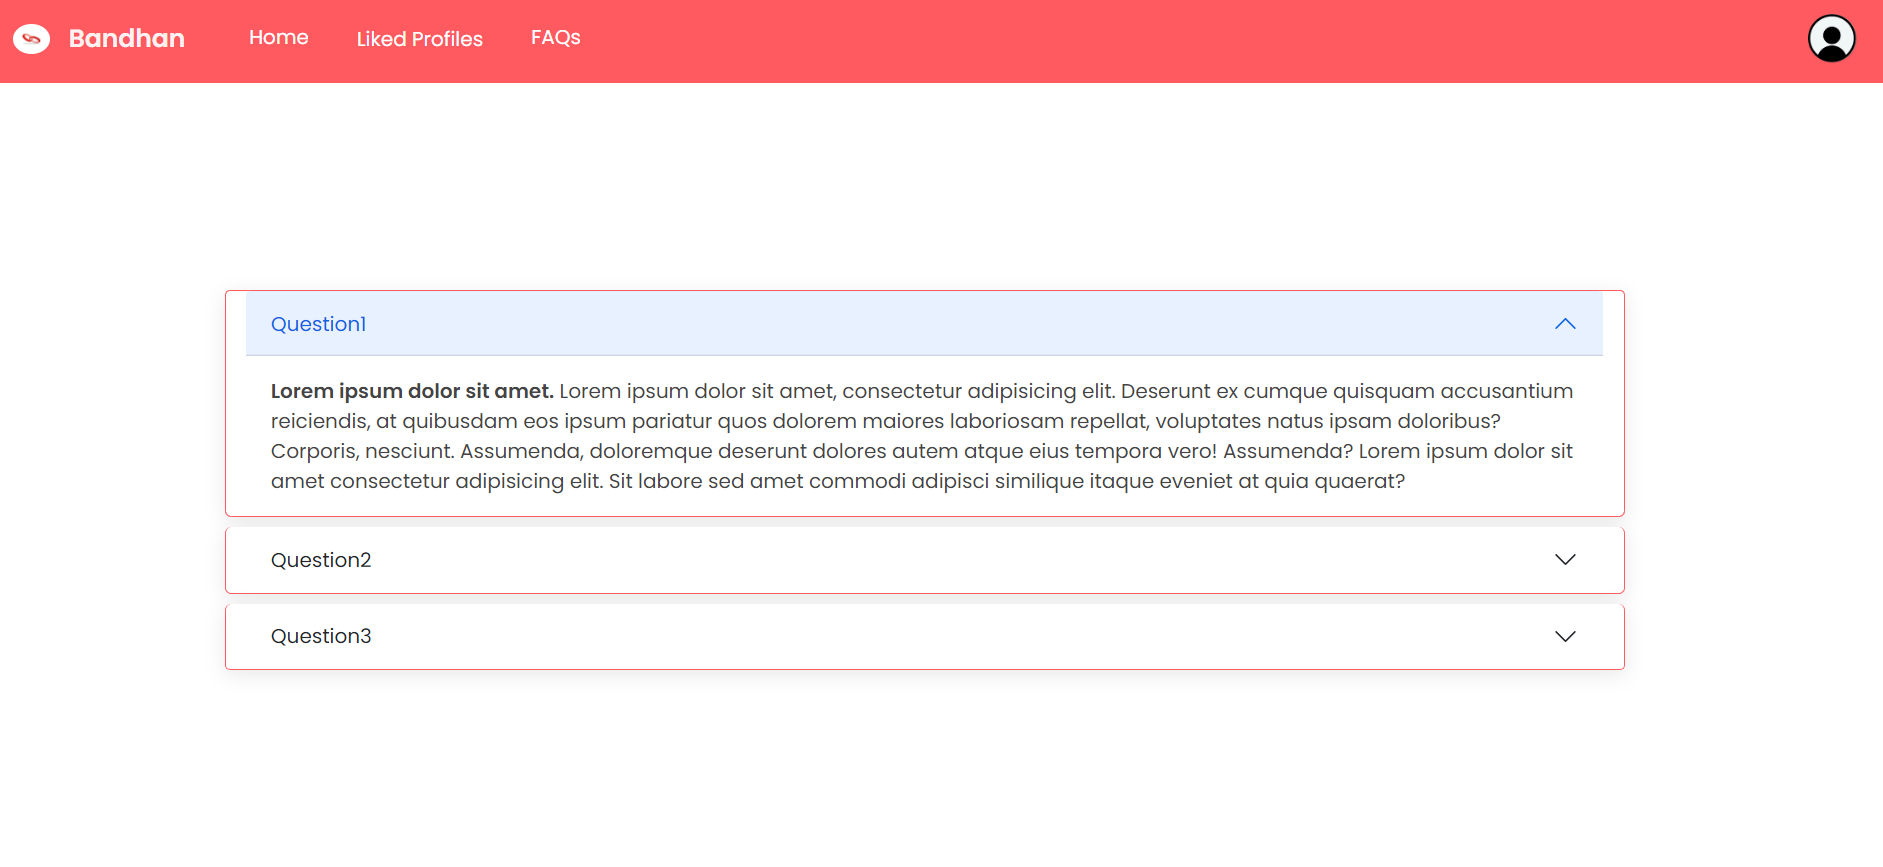 Bandhan
Home
Liked Profiles
FAQs
Question1
Lorem ipsum dolor sit amet. Lorem ipsum dolor sit amet, consectetur adipisicing elit. Deserunt ex cumque quisquam accusantium
reiciendis, at quibusdam eos ipsum pariatur quos dolorem maiores laboriosam repellat, voluptates natus ipsam doloribus?
Corporis, nesciunt. Assumenda, doloremque deserunt dolores autem atque eius tempora vero! Assumenda? Lorem ipsum dolor sit
amet consectetur adipisicing elit. Sit labore sed amet commodi adipisci similique itaque eveniet at quia quaerat?
Question2
Question3